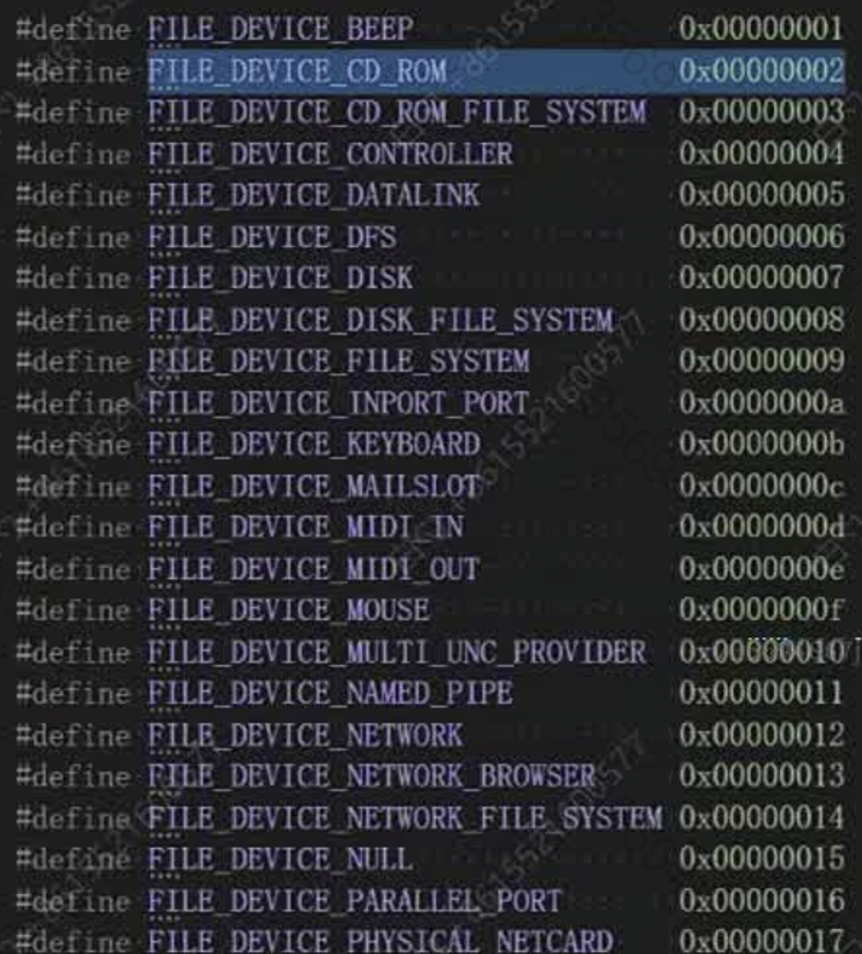 #define FILE_DEVICE_BEEP 0x00000001
#define FILE_DEVICE_CD_ROM 0x00000002
#define FILE_DEVICE_CD_ROM_FILE_SYSTEM 0x00000003
#define FILE_DEVICE_CONTROLLER 0x00000004
#define FILE_DEVICE_DATALINK 0x00000005
#define FILE_DEVICE_DFS 0x00000006
#define FILE_DEVICE_DISK 0x00000007
#define FILE_DEVICE_DISK_FILE_SYSTEM 0x00000008
#define FILE_DEVICE_FILE_SYSTEM 0x00000009
#define FILE_DEVICE_INPORT_PORT 0x0000000a
#define FILE_DEVICE_KEYBOARD 0x0000000b
#define FILE_DEVICE_MAILSLOT 0x0000000c
#define FILE_DEVICE_MIDI_IN 0x0000000d
#define FILE_DEVICE_MIDI_OUT 0x0000000e
#define FILE_DEVICE_MOUSE 0x0000000f
#define FILE_DEVICE_MULTI_UNC_PROVIDER 0x00000010
#define FILE_DEVICE_NAMED_PIPE 0x00000011
#define FILE_DEVICE_NETWORK 0x00000012
#define FILE_DEVICE_NETWORK_BROWSER 0x00000013
#define FILE_DEVICE_NETWORK_FILE_SYSTEM 0x00000014
#define FILE_DEVICE_NULL 0x00000015
#define FILE_DEVICE_PARALLEL_PORT 0x00000016
#define FILE_DEVICE_PHYSICAL_NETCARD 0x00000017